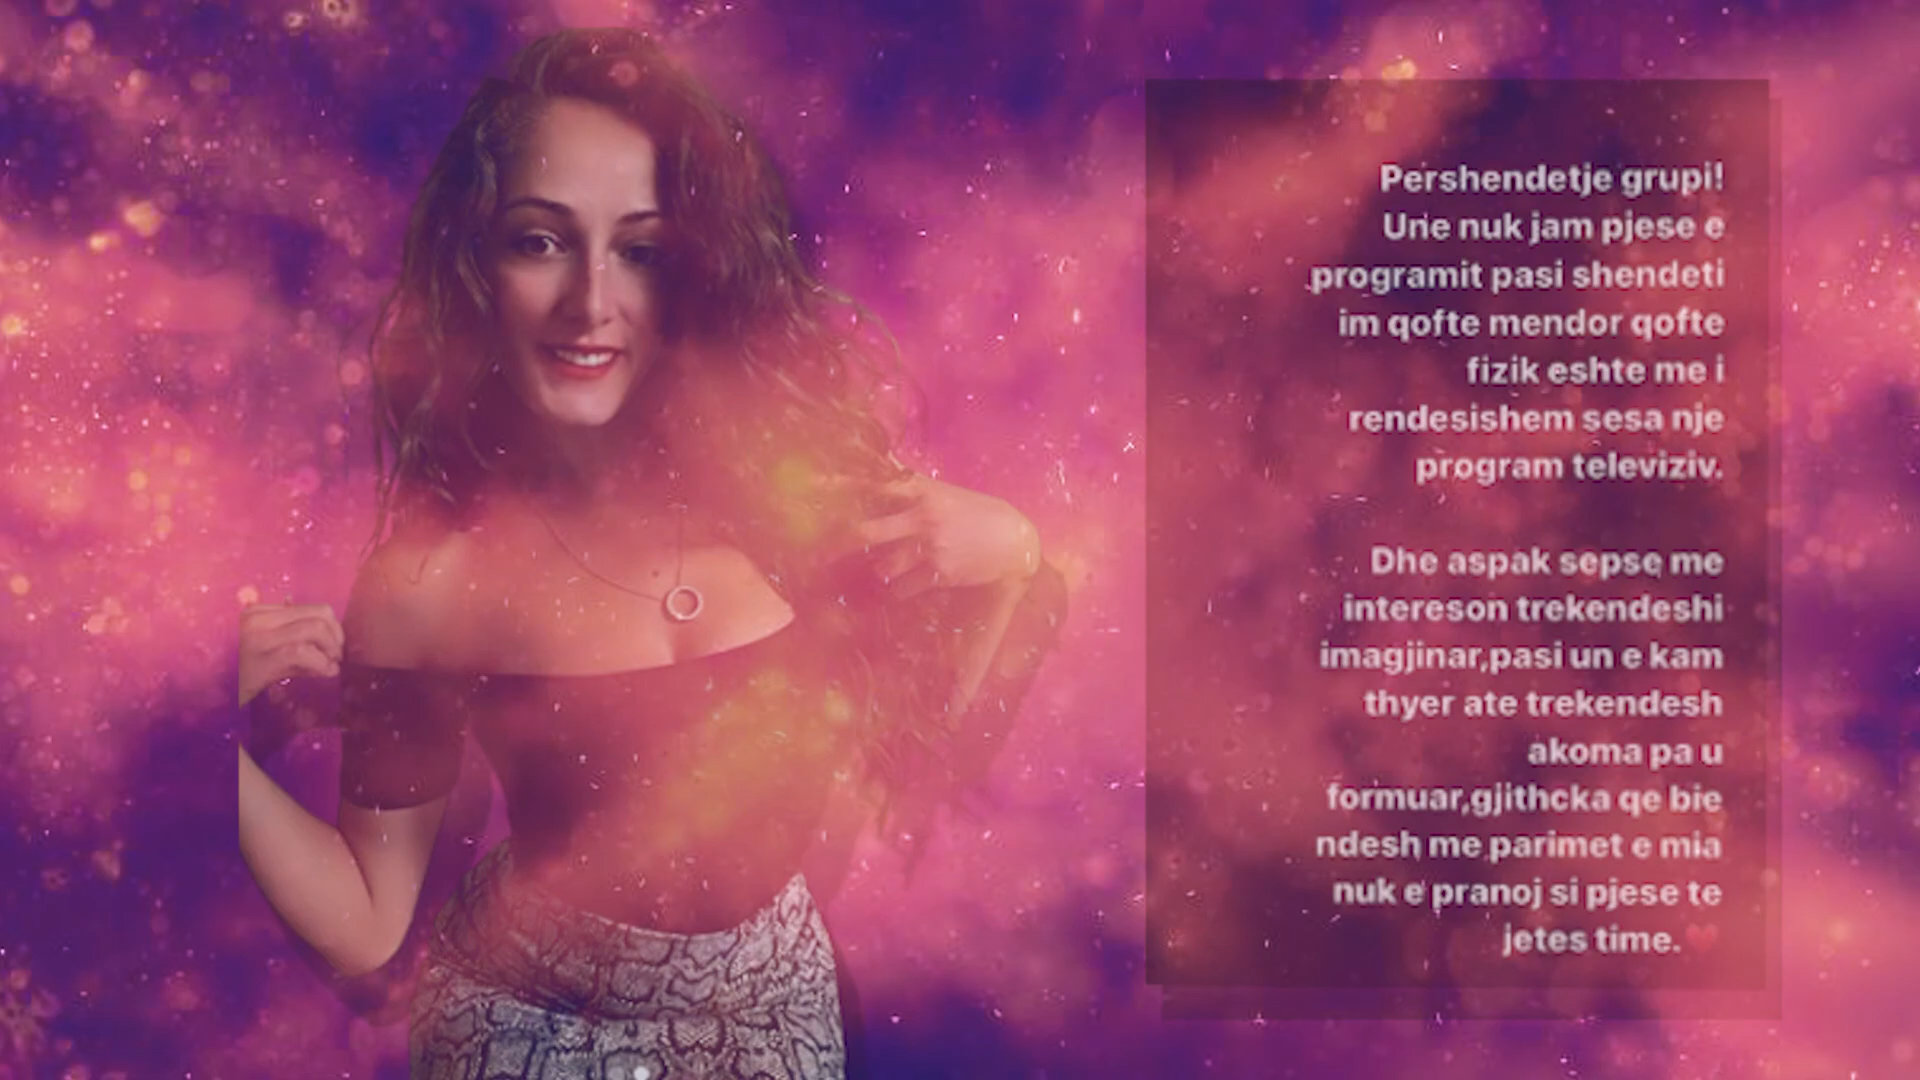 Pershendetje grupi!
Une nuk jam pjese e
programit pasi shendeti
im qofte mendor qofte
fizik eshte me i
rendesishem sesa nje
program televiziv.
Dhe aspak sepse me
intereson trekendeshi
imagjinar,pasi un e kam
thyer ate trekendesh
akoma pa u
formuar,gjithcka qe bie
ndesh me parimet e mia
nuk e pranoj si pjese te
jetes time. ❤